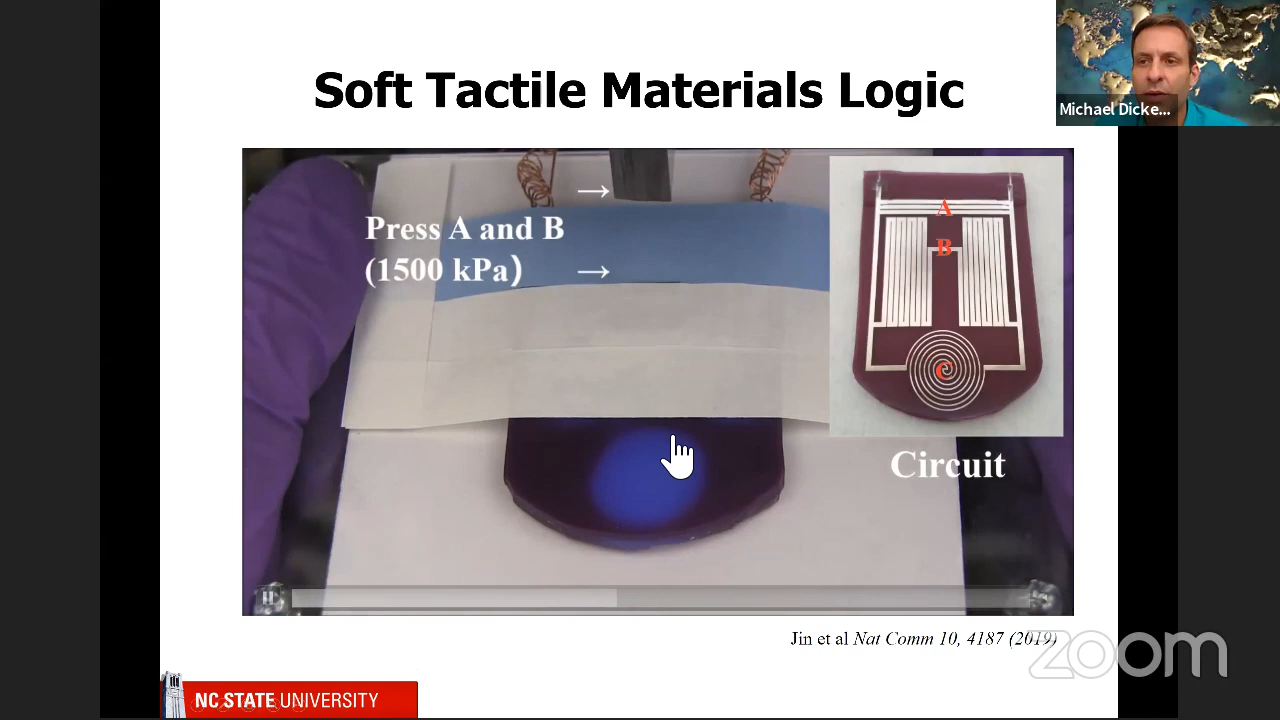 Soft Tactile Materials Logic
Michael Dicke...
→
Press A and B
(1500 kPa) →
A
B
C
Circuit
Jin et al Nat Comm 10, 4187 (2019)
zoom
NC STATE UNIVERSITY